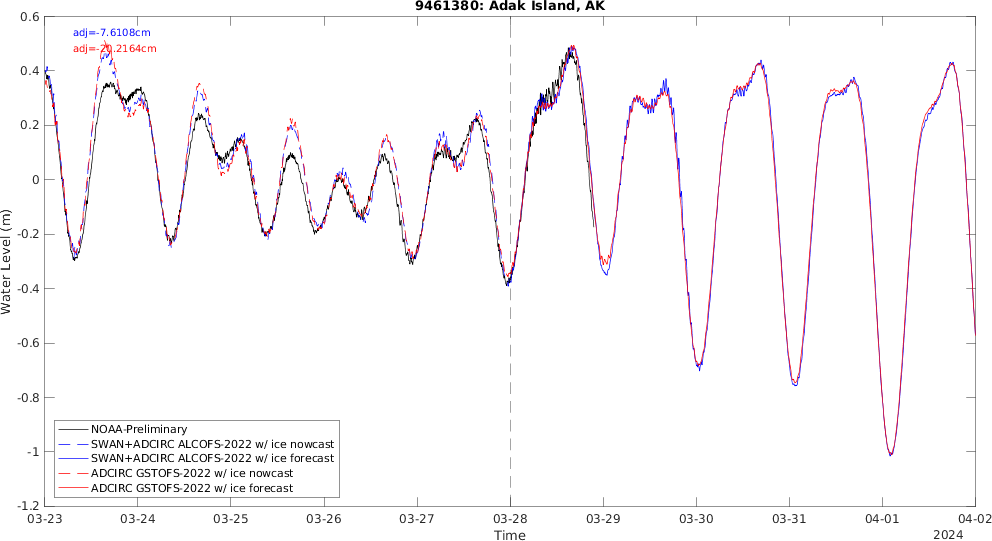 9461380: Adak Island, AK
0.6
adj=-7.6108cm
adj=-20.2164cm
0.4
0.2
0
-0.2
-0.4
-0.6
-0.8
-1
-1.2
Water Level (m)
NOAA-Preliminary
SWAN+ADCIRC ALCOFS-2022 w/ ice nowcast
SWAN+ADCIRC ALCOFS-2022 w/ ice forecast
ADCIRC GSTOFS-2022 w/ ice nowcast
ADCIRC GSTOFS-2022 w/ ice forecast
03-23 03-24 03-25 03-26 03-27 03-28 03-29 03-30 03-31 04-01 04-02
Time
2024